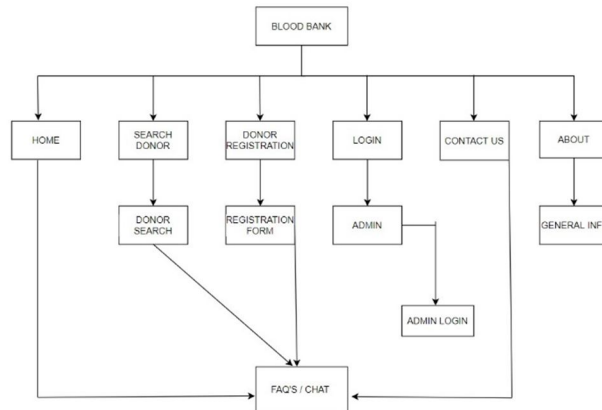 BLOOD BANK
HOME
SEARCH
DONOR
DONOR
REGISTRATION
LOGIN
CONTACT US
ABOUT
DONOR
SEARCH
REGISTRATION
FORM
ADMIN
GENERAL INF
ADMIN LOGIN
FAQ'S / CHAT